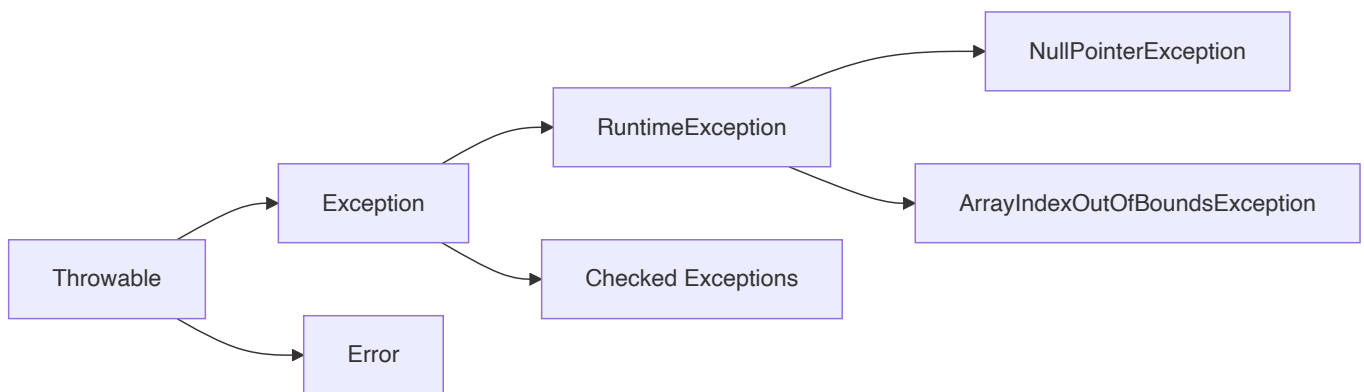 NullPointerException
RuntimeException
Exception
ArrayIndexOutOfBoundsException
Throwable
Checked Exceptions
Error